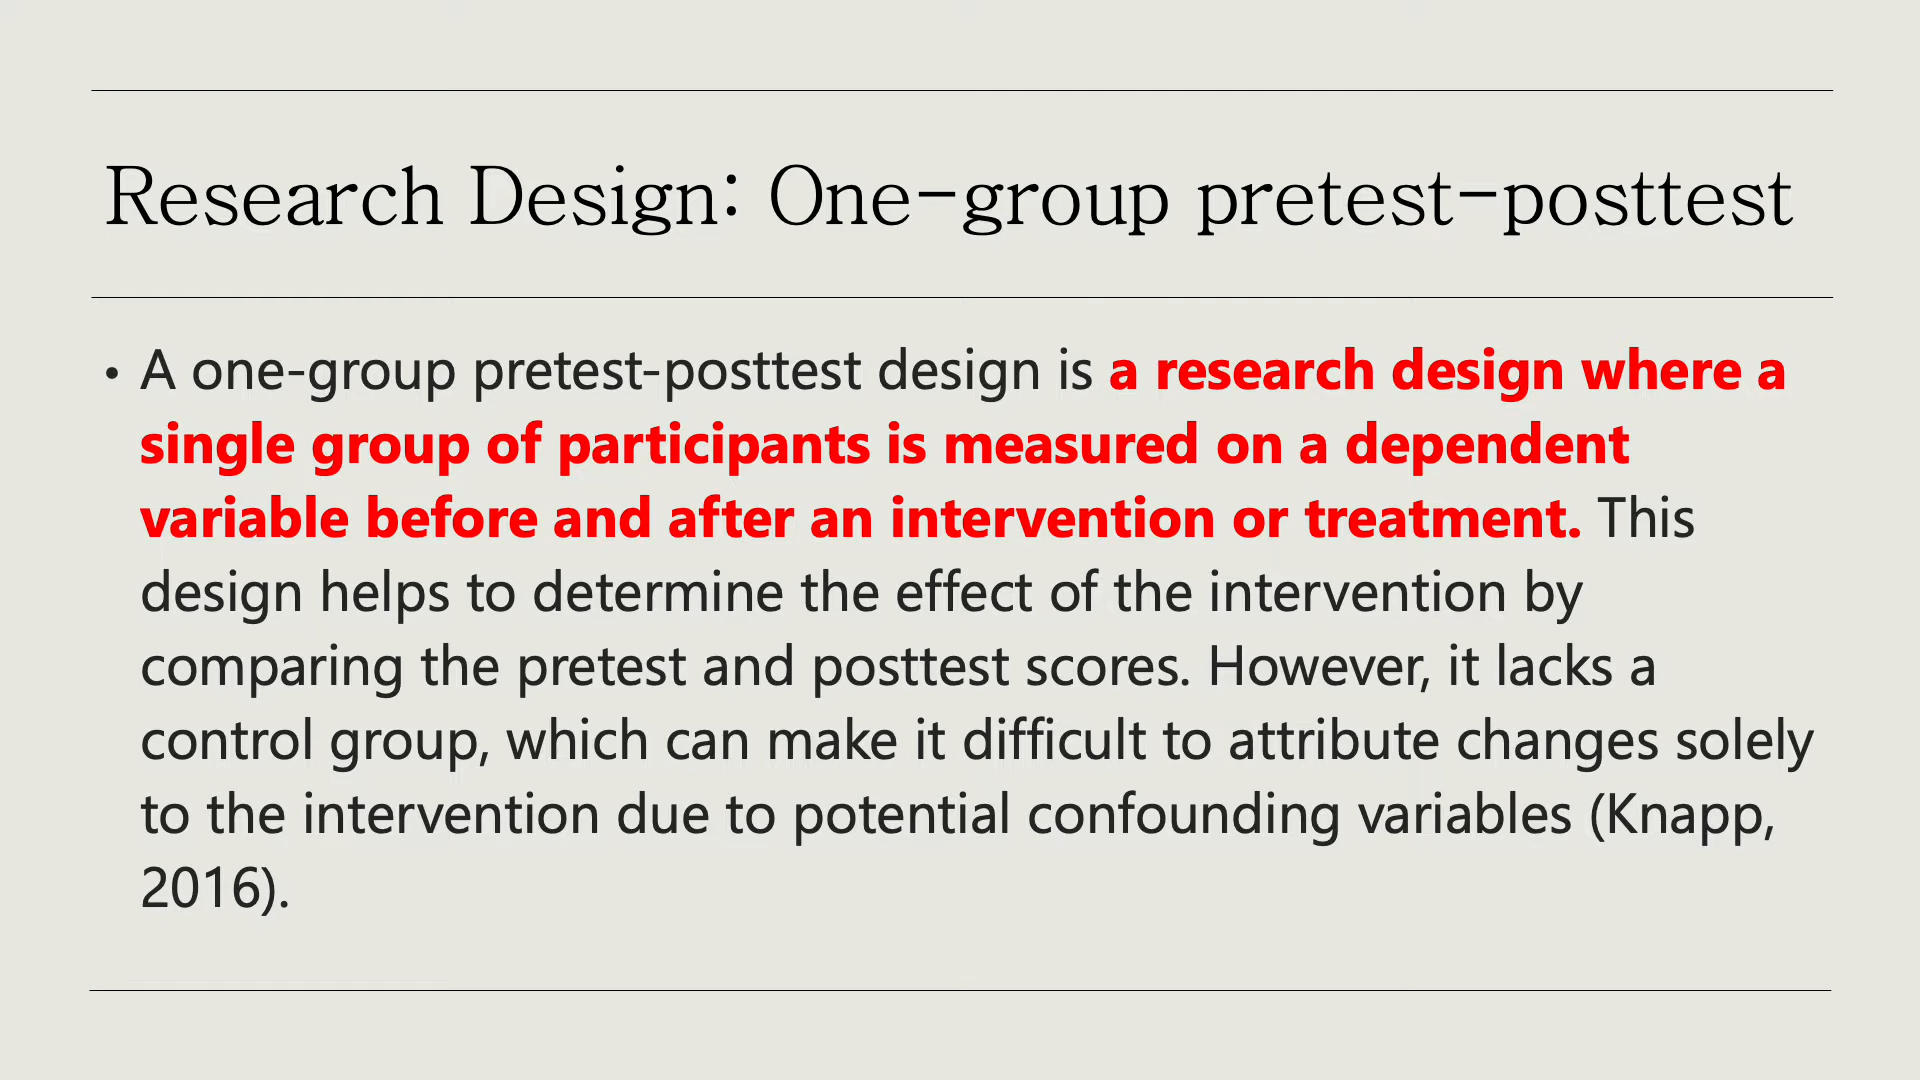 Research Design: One-group pretest-posttest
• A one-group pretest-posttest design is a research design where a
single group of participants is measured on a dependent
variable before and after an intervention or treatment. This
design helps to determine the effect of the intervention by
comparing the pretest and posttest scores. However, it lacks a
control group, which can make it difficult to attribute changes solely
to the intervention due to potential confounding variables (Knapp,
2016).